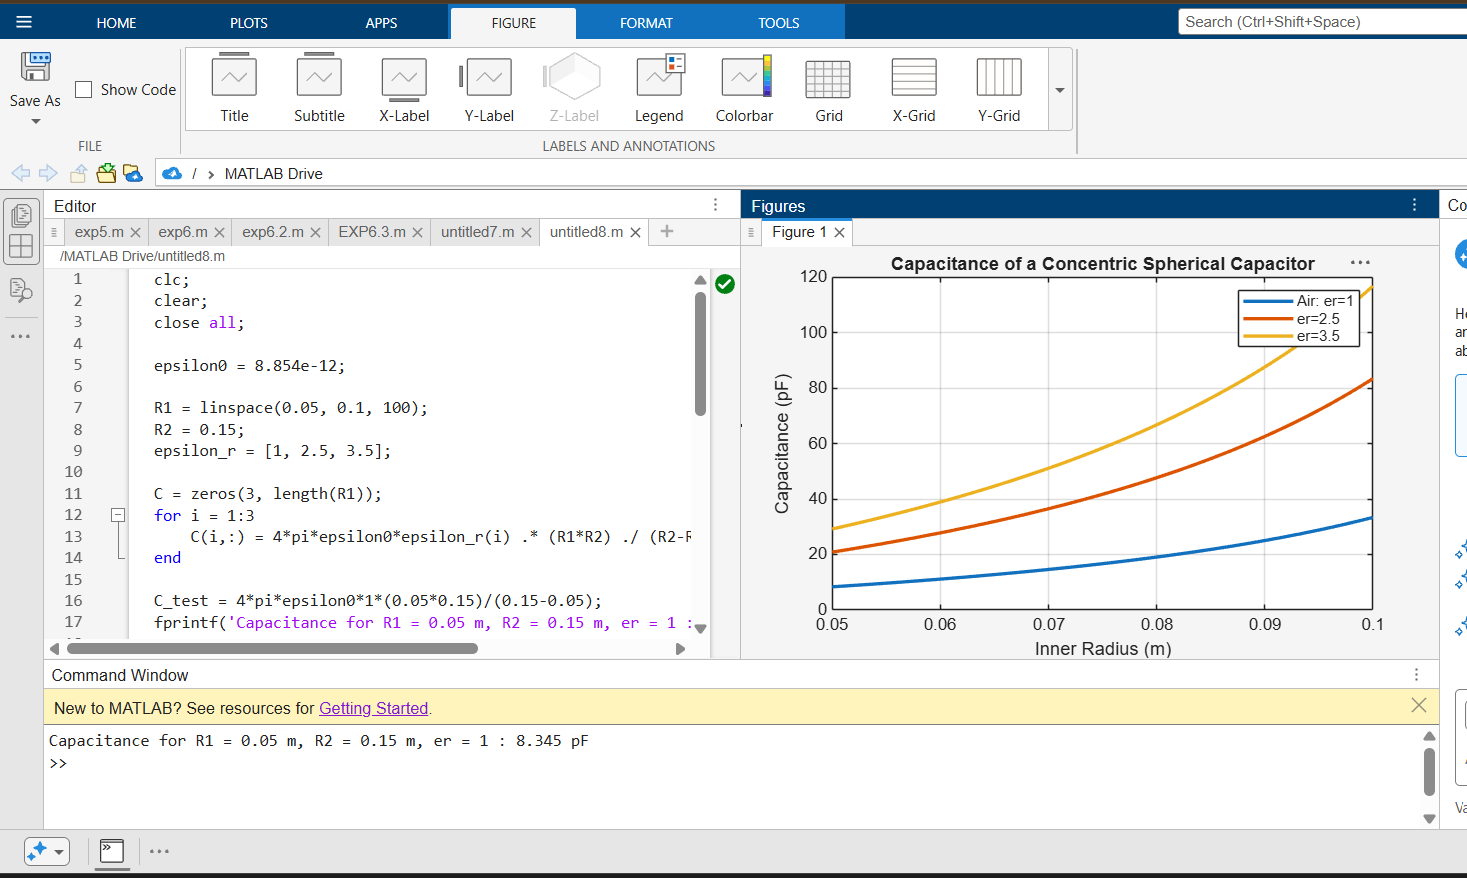 HOME PLOTS APPS FIGURE FORMAT TOOLS Search (Ctrl+Shift+Space)
Save As
Show Code
Title Subtitle X-Label Y-Label Z-Label Legend Colorbar Grid X-Grid Y-Grid
FILE LABELS AND ANNOTATIONS
/ › MATLAB Drive
Editor
exp5.m exp6.m exp6.2.m EXP6.3.m untitled7.m untitled8.m
/MATLAB Drive/untitled8.m
1 clc;
2 clear;
3 close all;
4
5 epsilon0 = 8.854e-12;
6
7 R1 = linspace(0.05, 0.1, 100);
8 R2 = 0.15;
9 epsilon_r = [1, 2.5, 3.5];
10
11 C = zeros(3, length(R1));
12 for i = 1:3
13 C(i,:) = 4*pi*epsilon0*epsilon_r(i) .* (R1*R2) ./ (R2-R
14 end
15
16 C_test = 4*pi*epsilon0*1*(0.05*0.15)/(0.15-0.05);
17 fprintf('Capacitance for R1 = 0.05 m, R2 = 0.15 m, er = 1 :
Figures
Figure 1
Capacitance of a Concentric Spherical Capacitor
Air: er=1
er=2.5
er=3.5
Capacitance (pF)
120
100
80
60
40
20
0
0.05 0.06 0.07 0.08 0.09 0.1
Inner Radius (m)
Co
He
ar
ab
Command Window
New to MATLAB? See resources for Getting Started.
Capacitance for R1 = 0.05 m, R2 = 0.15 m, er = 1 : 8.345 pF
>>
Va